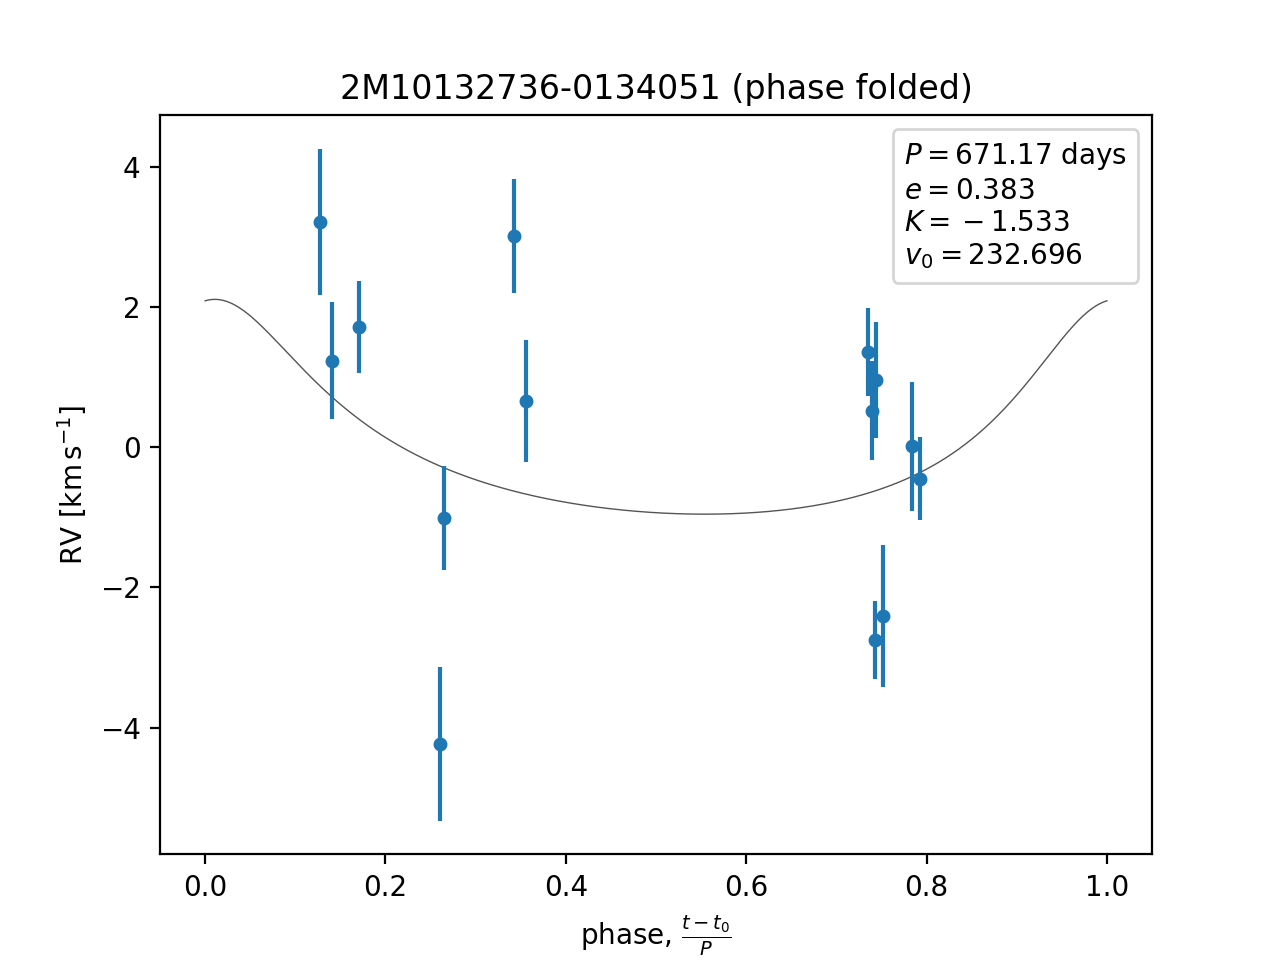 2M10132736-0134051 (phase folded)
P = 671.17 days
e = 0.383
K = −1.533
v₀ = 232.696
4
2
0
−2
−4
RV [km s⁻¹]
0.0 0.2 0.4 0.6 0.8 1.0
phase, (t − t₀)/P